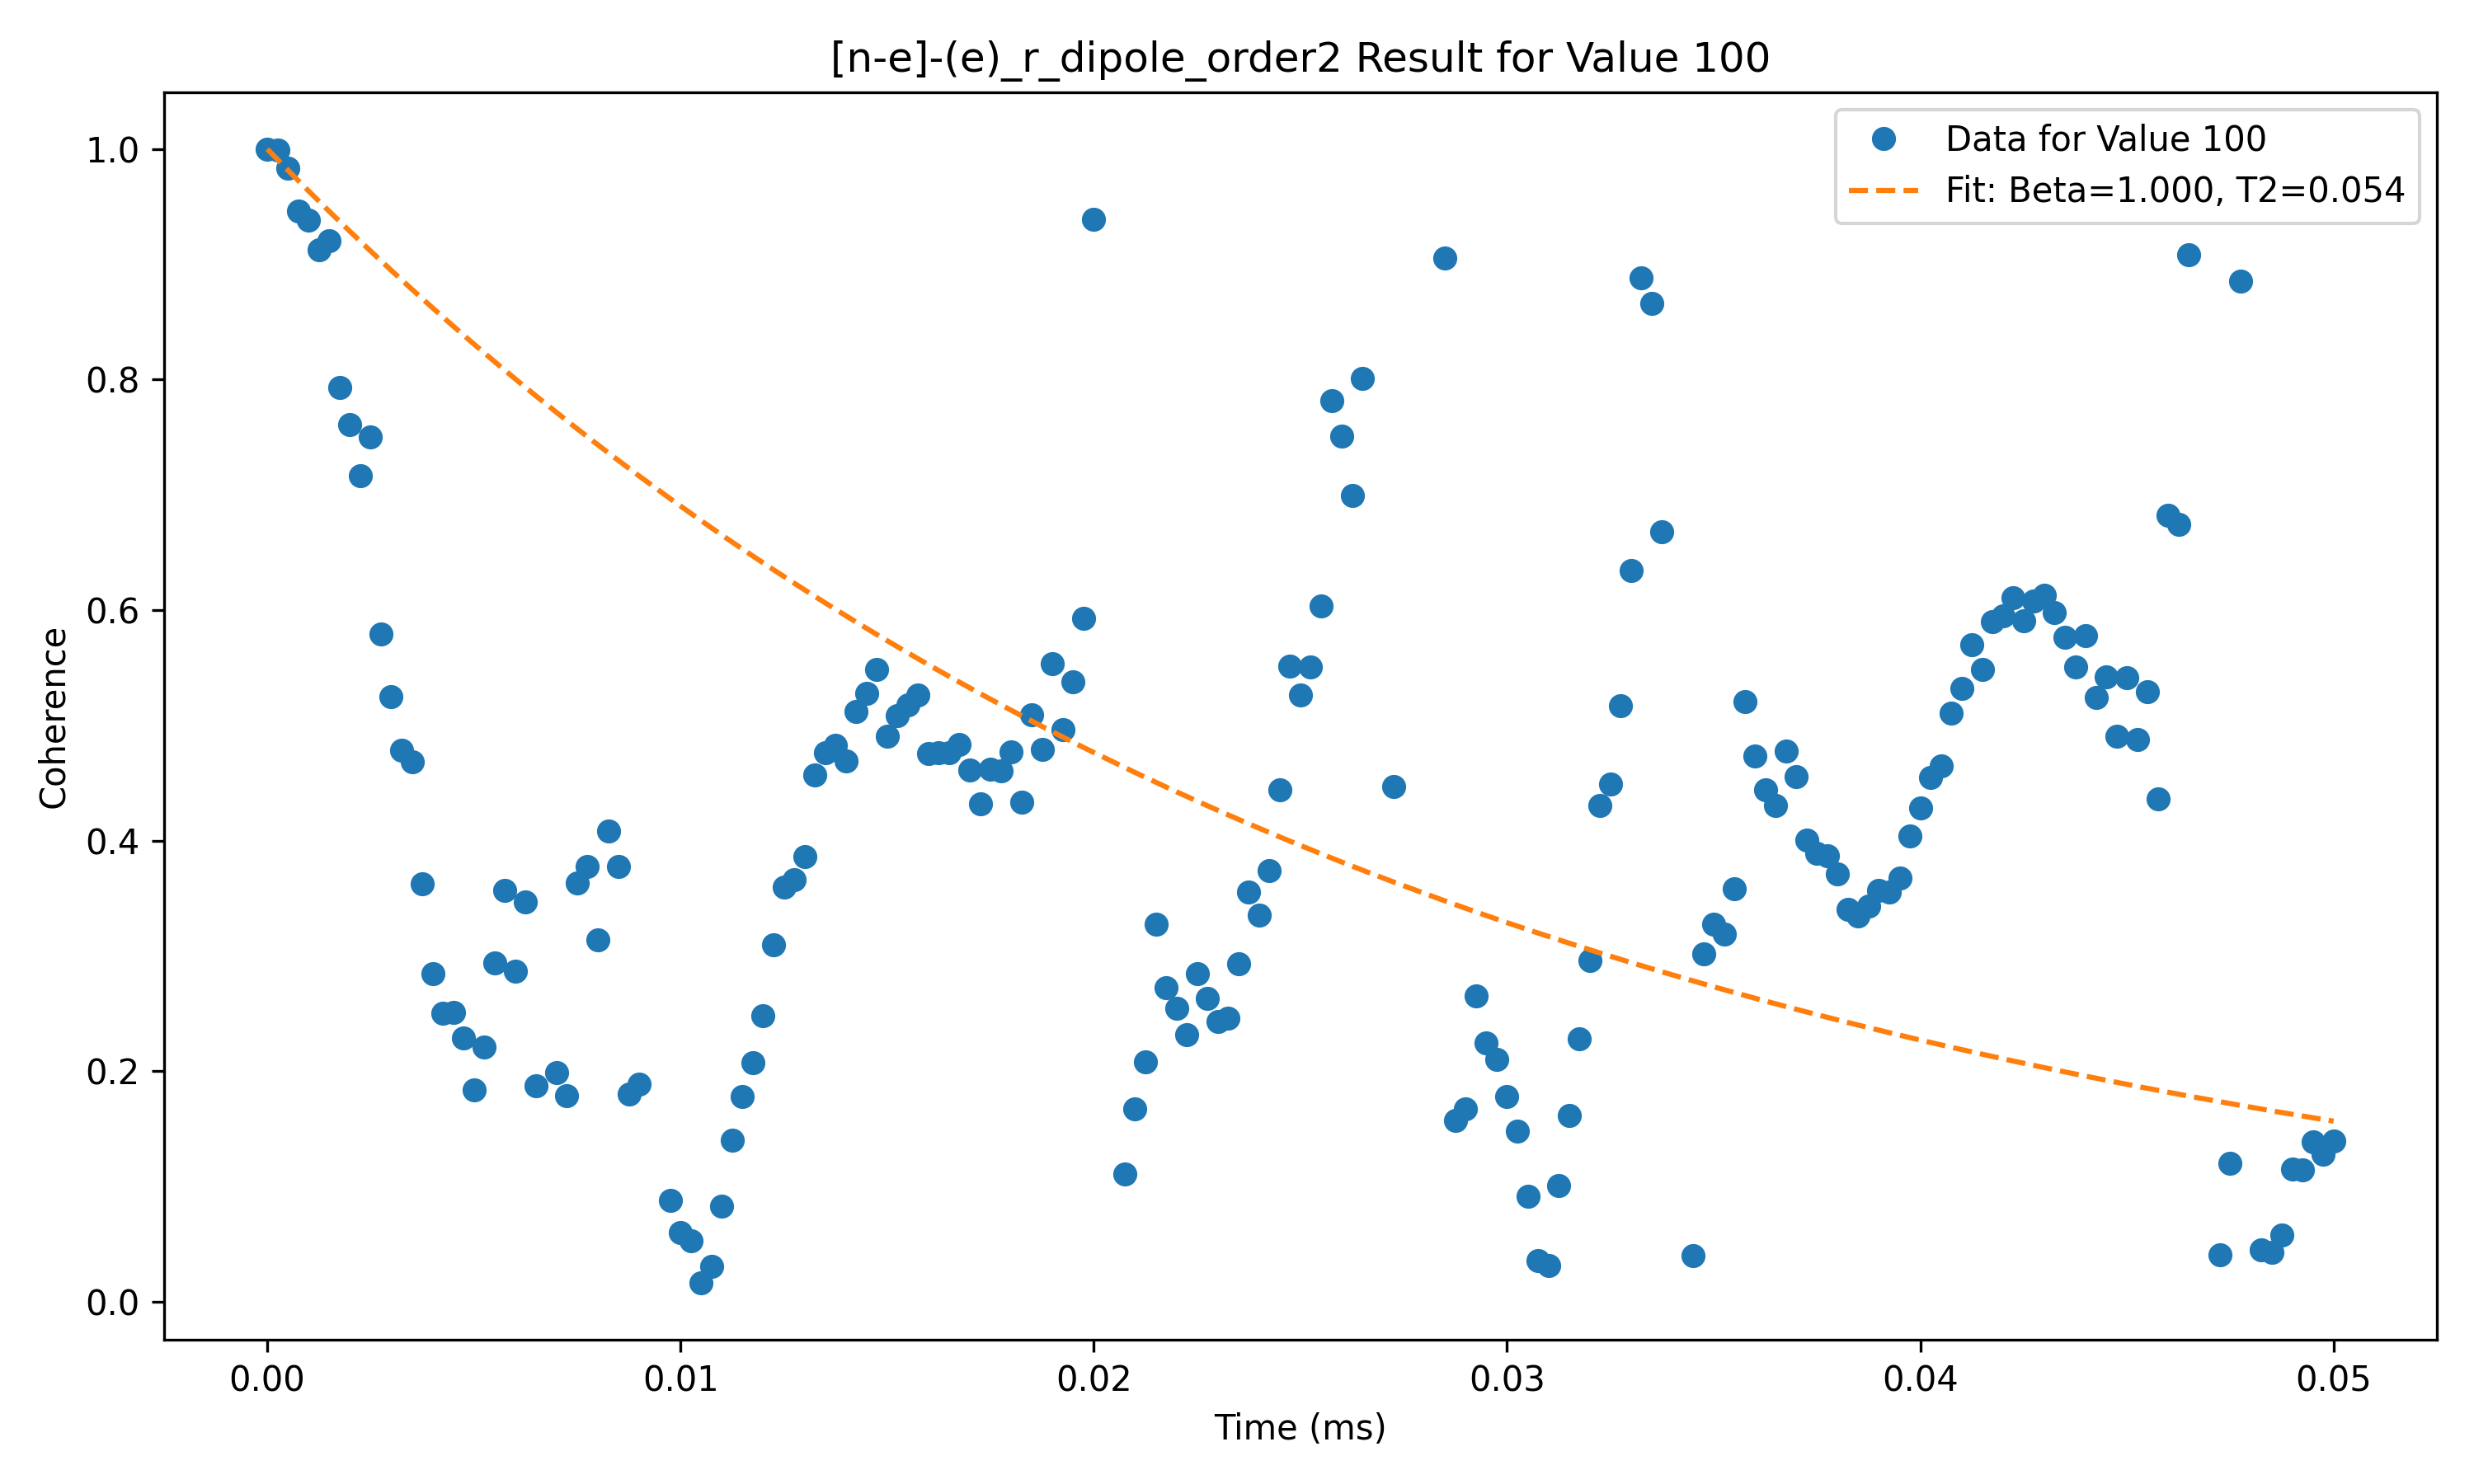 [n-e]-(e)_r_dipole_order2 Result for Value 100
Data for Value 100
Fit: Beta=1.000, T2=0.054
Coherence
1.0
0.8
0.6
0.4
0.2
0.0
0.00 0.01 0.02 0.03 0.04 0.05
Time (ms)